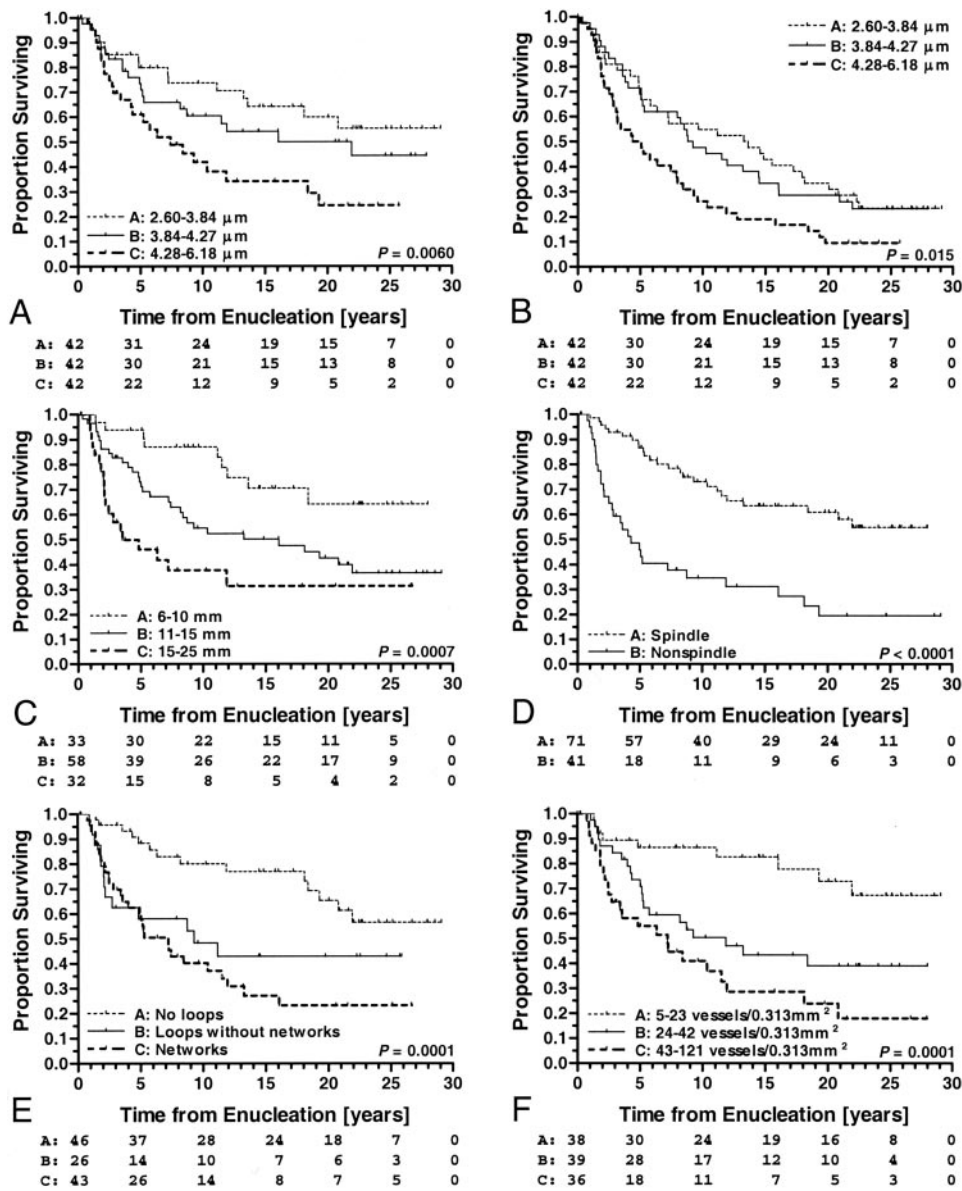 1.0
0.9
0.8
0.7
0.6
0.5
0.4
0.3
0.2
0.1
0.0
Proportion Surviving
A: 2.60-3.84 μm
B: 3.84-4.27 μm
C: 4.28-6.18 μm
P = 0.0060
0 5 10 15 20 25 30
A
Time from Enucleation [years]
A: 42 31 24 19 15 7 0
B: 42 30 21 15 13 8 0
C: 42 22 12 9 5 2 0
1.0
0.9
0.8
0.7
0.6
0.5
0.4
0.3
0.2
0.1
0.0
Proportion Surviving
A: 2.60-3.84 μm
B: 3.84-4.27 μm
C: 4.28-6.18 μm
P = 0.015
0 5 10 15 20 25 30
B
Time from Enucleation [years]
A: 42 30 24 19 15 7 0
B: 42 30 21 15 13 8 0
C: 42 22 12 9 5 2 0
1.0
0.9
0.8
0.7
0.6
0.5
0.4
0.3
0.2
0.1
0.0
Proportion Surviving
A: 6-10 mm
B: 11-15 mm
C: 15-25 mm
P = 0.0007
0 5 10 15 20 25 30
C
Time from Enucleation [years]
A: 33 30 22 15 11 5 0
B: 58 39 26 22 17 9 0
C: 32 15 8 5 4 2 0
1.0
0.9
0.8
0.7
0.6
0.5
0.4
0.3
0.2
0.1
0.0
Proportion Surviving
A: Spindle
B: Nonspindle
P < 0.0001
0 5 10 15 20 25 30
D
Time from Enucleation [years]
A: 71 57 40 29 24 11 0
B: 41 18 11 9 6 3 0
1.0
0.9
0.8
0.7
0.6
0.5
0.4
0.3
0.2
0.1
0.0
Proportion Surviving
A: No loops
B: Loops without networks
C: Networks
P = 0.0001
0 5 10 15 20 25 30
E
Time from Enucleation [years]
A: 46 37 28 24 18 7 0
B: 26 14 10 7 6 3 0
C: 43 26 14 8 7 5 0
1.0
0.9
0.8
0.7
0.6
0.5
0.4
0.3
0.2
0.1
0.0
Proportion Surviving
A: 5-23 vessels/0.313mm²
B: 24-42 vessels/0.313mm²
C: 43-121 vessels/0.313mm²
P = 0.0001
0 5 10 15 20 25 30
F
Time from Enucleation [years]
A: 38 30 24 19 16 8 0
B: 39 28 17 12 10 4 0
C: 36 18 11 7 5 3 0